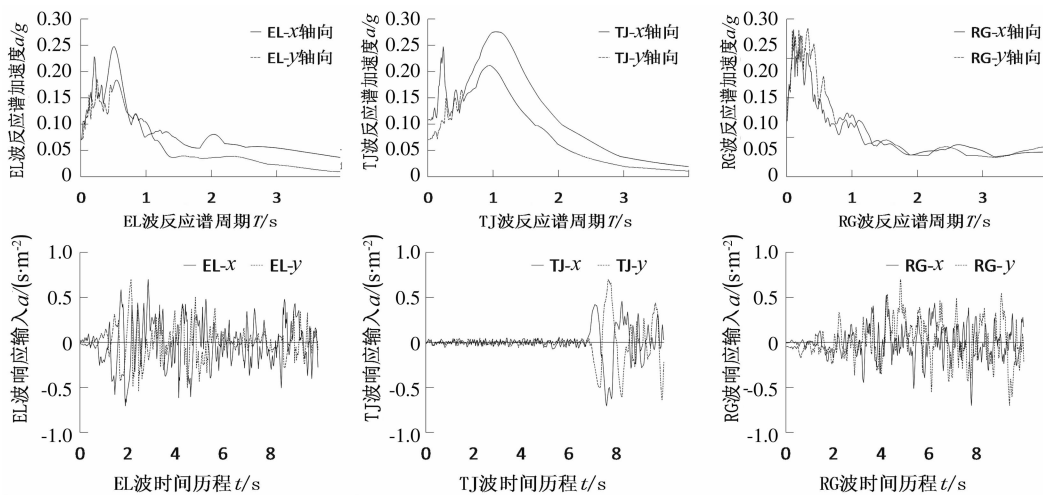 EL波反应谱加速度a/g
0.30
0.25
0.20
0.15
0.10
0.05
0
EL-x轴向
EL-y轴向
0 1 2 3
EL波反应谱周期T/s
TJ波反应谱加速度a/g
0.30
0.25
0.20
0.15
0.10
0.05
0
TJ-x轴向
TJ-y轴向
0 1 2 3
TJ波反应谱周期T/s
RG波反应谱加速度a/g
0.30
0.25
0.20
0.15
0.10
0.05
0
RG-x轴向
RG-y轴向
0 1 2 3
RG波反应谱周期T/s
EL波响应输入a/(s·m⁻²)
1.0
0.5
0
-0.5
-1.0
EL-x EL-y
0 2 4 6 8
EL波时间历程t/s
TJ波响应输入a/(s·m⁻²)
1.0
0.5
0
-0.5
-1.0
TJ-x TJ-y
0 2 4 6 8
TJ波时间历程t/s
RG波响应输入a/(s·m⁻²)
1.0
0.5
0
-0.5
-1.0
RG-x RG-y
0 2 4 6 8
RG波时间历程t/s